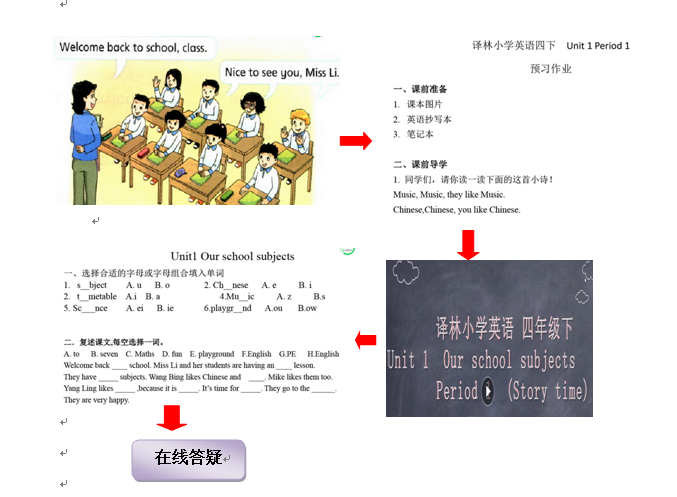 Welcome back to school, class.
Nice to see you, Miss Li.
译林小学英语四下 Unit 1 Period 1
预习作业
一、课前准备
1. 课本图片
2. 英语抄写本
3. 笔记本
二、课前导学
1. 同学们，请你读一读下面的这首小诗！
Music, Music, they like Music.
Chinese,Chinese, you like Chinese.
译林小学英语 四年级下
Unit 1 Our school subjects
Period (Story time)
Unit1 Our school subjects
一、选择合适的字母或字母组合填入单词
1. s__bject A. u B. o 2. Ch__nese A. e B. i
2. t__metable A.i B. a 4.Mu__ic A. z B.s
5. Sc___nce A. ei B. ie 6.playgr__nd A.ou B.ow
二．复述课文,每空选择一词。
A. to B. seven C. Maths D. fun E. playground F.English G.PE H.English
Welcome back ____ school. Miss Li and her students are having an ____ lesson.
They have _____ subjects. Wang Bing likes Chinese and ____. Mike likes them too.
Yang Ling likes _____ ,because it is _____. It's time for _____. They go to the ______.
They are very happy.
在线答疑